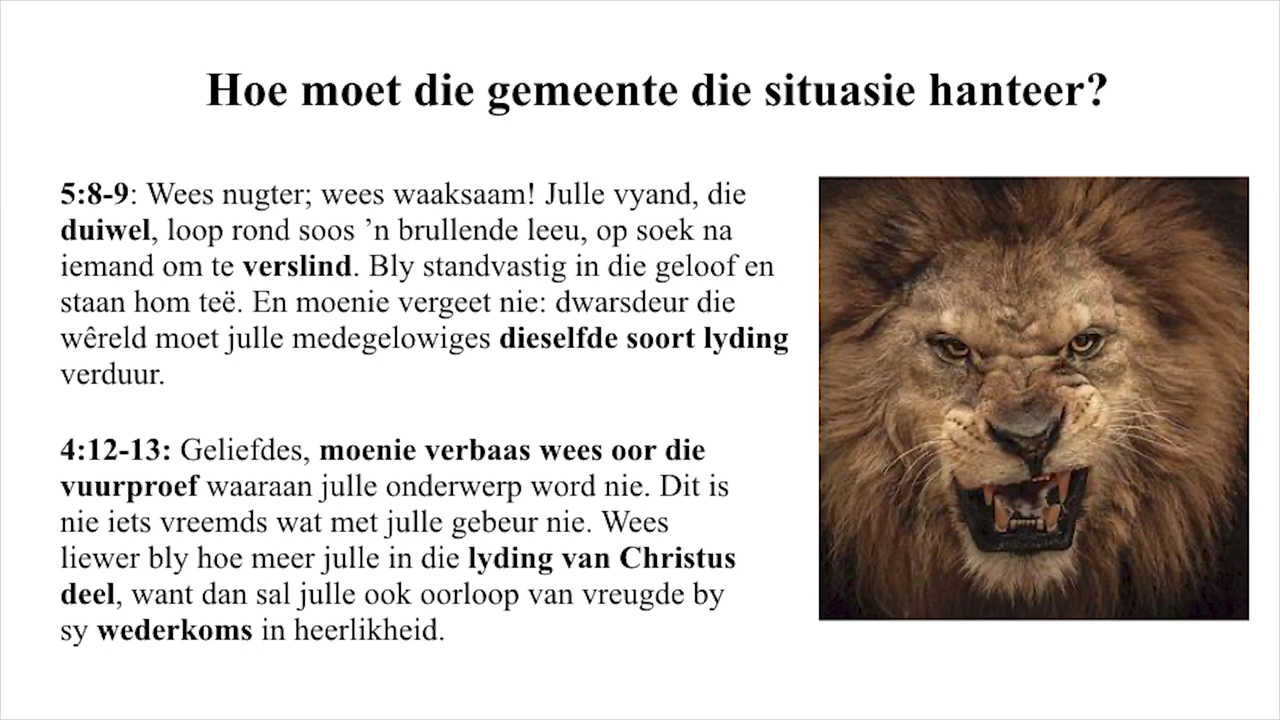 Hoe moet die gemeente die situasie hanteer?
5:8-9: Wees nugter; wees waaksaam! Julle vyand, die
duiwel, loop rond soos ’n brullende leeu, op soek na
iemand om te verslind. Bly standvastig in die geloof en
staan hom teë. En moenie vergeet nie: dwarsdeur die
wêreld moet julle medegelowiges dieselfde soort lyding
verduur.
4:12-13: Geliefdes, moenie verbaas wees oor die
vuurproef waaraan julle onderwerp word nie. Dit is
nie iets vreemds wat met julle gebeur nie. Wees
liewer bly hoe meer julle in die lyding van Christus
deel, want dan sal julle ook oorloop van vreugde by
sy wederkoms in heerlikheid.